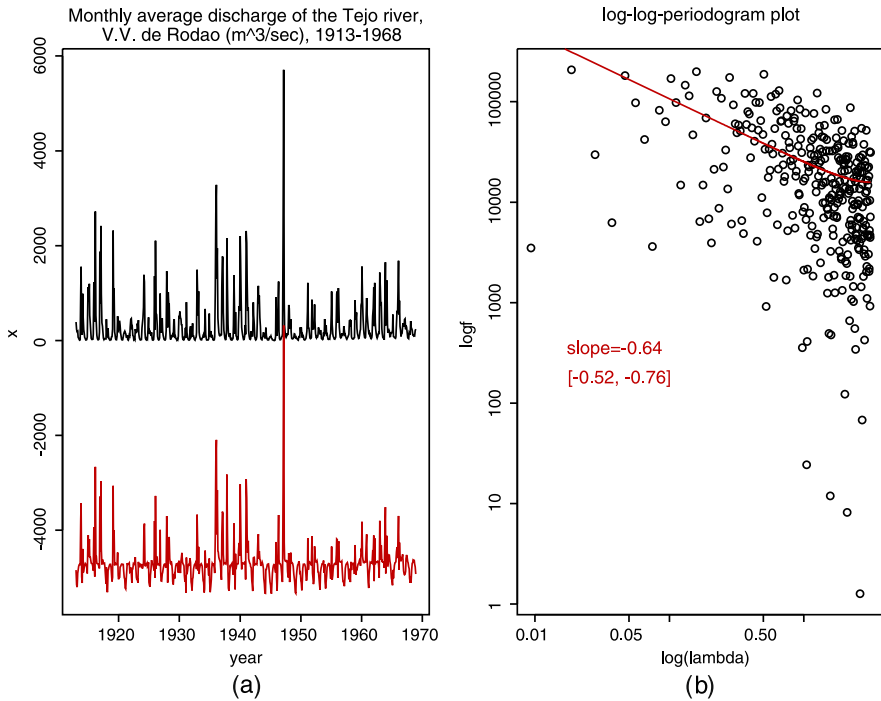 Monthly average discharge of the Tejo river,
V.V. de Rodao (m^3/sec), 1913-1968
6000
4000
2000
0
-2000
-4000
x
1920
1930
1940
1950
1960
1970
year
(a)
log-log-periodogram plot
100000
10000
1000
100
10
1
logf
slope=-0.64
[-0.52, -0.76]
0.01
0.05
0.50
log(lambda)
(b)